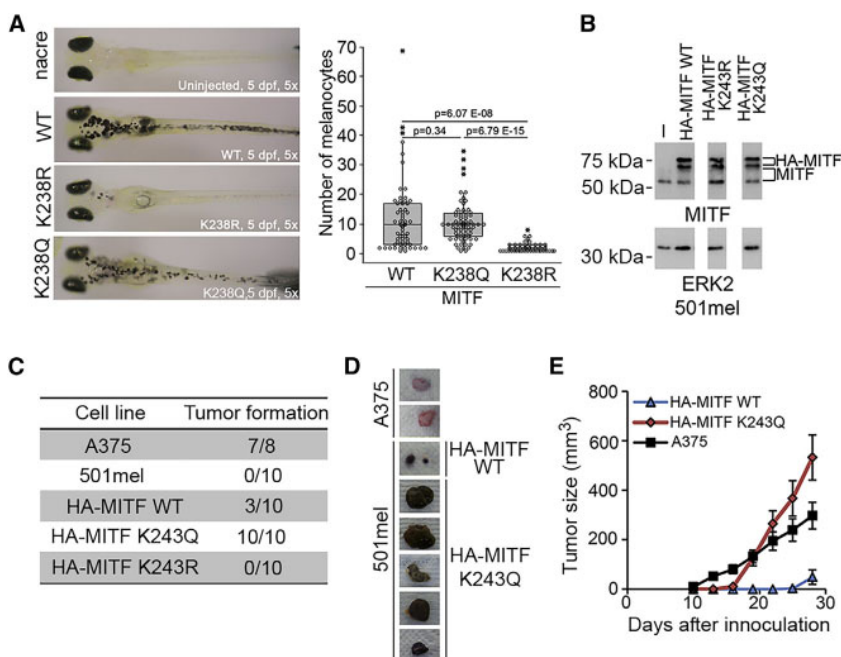 A
nacre
Uninjected, 5 dpf, 5x
WT
WT, 5 dpf, 5x
K238R
K238R, 5 dpf, 5x
K238Q
K238Q,5 dpf, 5x
Number of melanocytes
70
60
50
40
30
20
10
0
p=6.07 E-08
p=0.34
p=6.79 E-15
WT
K238Q
K238R
MITF
B
–
HA-MITF WT
HA-MITF
K243R
HA-MITF
K243Q
75 kDa
50 kDa
HA-MITF
MITF
MITF
30 kDa
ERK2
501mel
C
Cell line Tumor formation
A375 7/8
501mel 0/10
HA-MITF WT 3/10
HA-MITF K243Q 10/10
HA-MITF K243R 0/10
D
A375
501mel
HA-MITF
WT
HA-MITF
K243Q
E
HA-MITF WT
HA-MITF K243Q
A375
Tumor size (mm³)
800
600
400
200
0
0 10 20 30
Days after innoculation